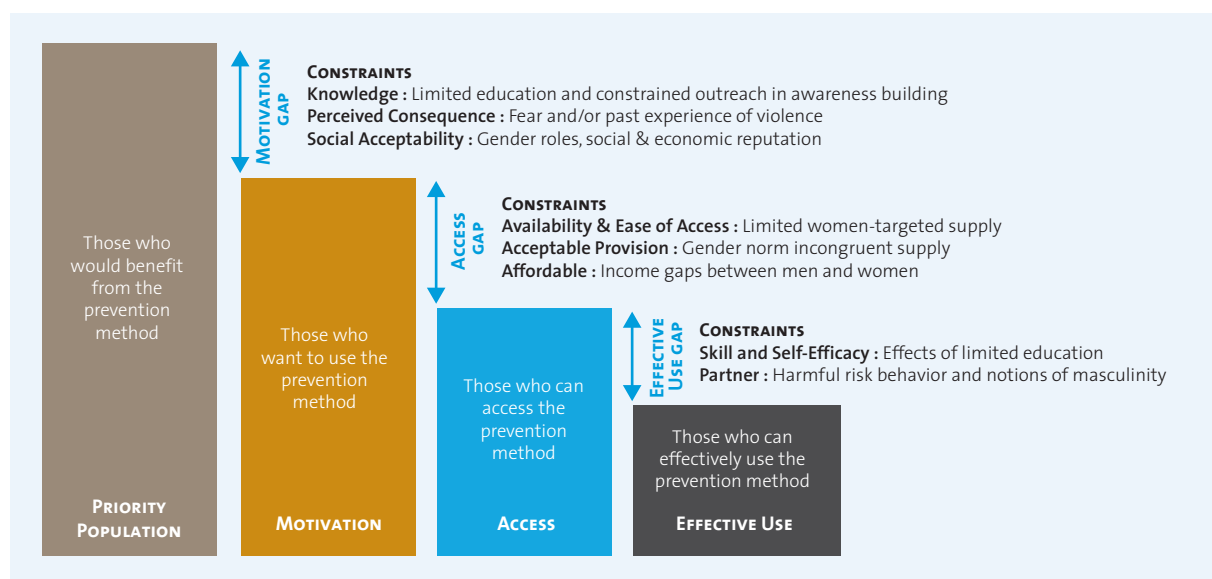 MOTIVATION
GAP
CONSTRAINTS
Knowledge : Limited education and constrained outreach in awareness building
Perceived Consequence : Fear and/or past experience of violence
Social Acceptability : Gender roles, social & economic reputation
ACCESS
GAP
CONSTRAINTS
Availability & Ease of Access : Limited women-targeted supply
Acceptable Provision : Gender norm incongruent supply
Affordable : Income gaps between men and women
EFFECTIVE
USE GAP
CONSTRAINTS
Skill and Self-Efficacy : Effects of limited education
Partner : Harmful risk behavior and notions of masculinity
Those who
would benefit
from the
prevention
method
PRIORITY
POPULATION
Those who
want to use the
prevention
method
MOTIVATION
Those who can
access the
prevention
method
ACCESS
Those who can
effectively use the
prevention method
EFFECTIVE USE